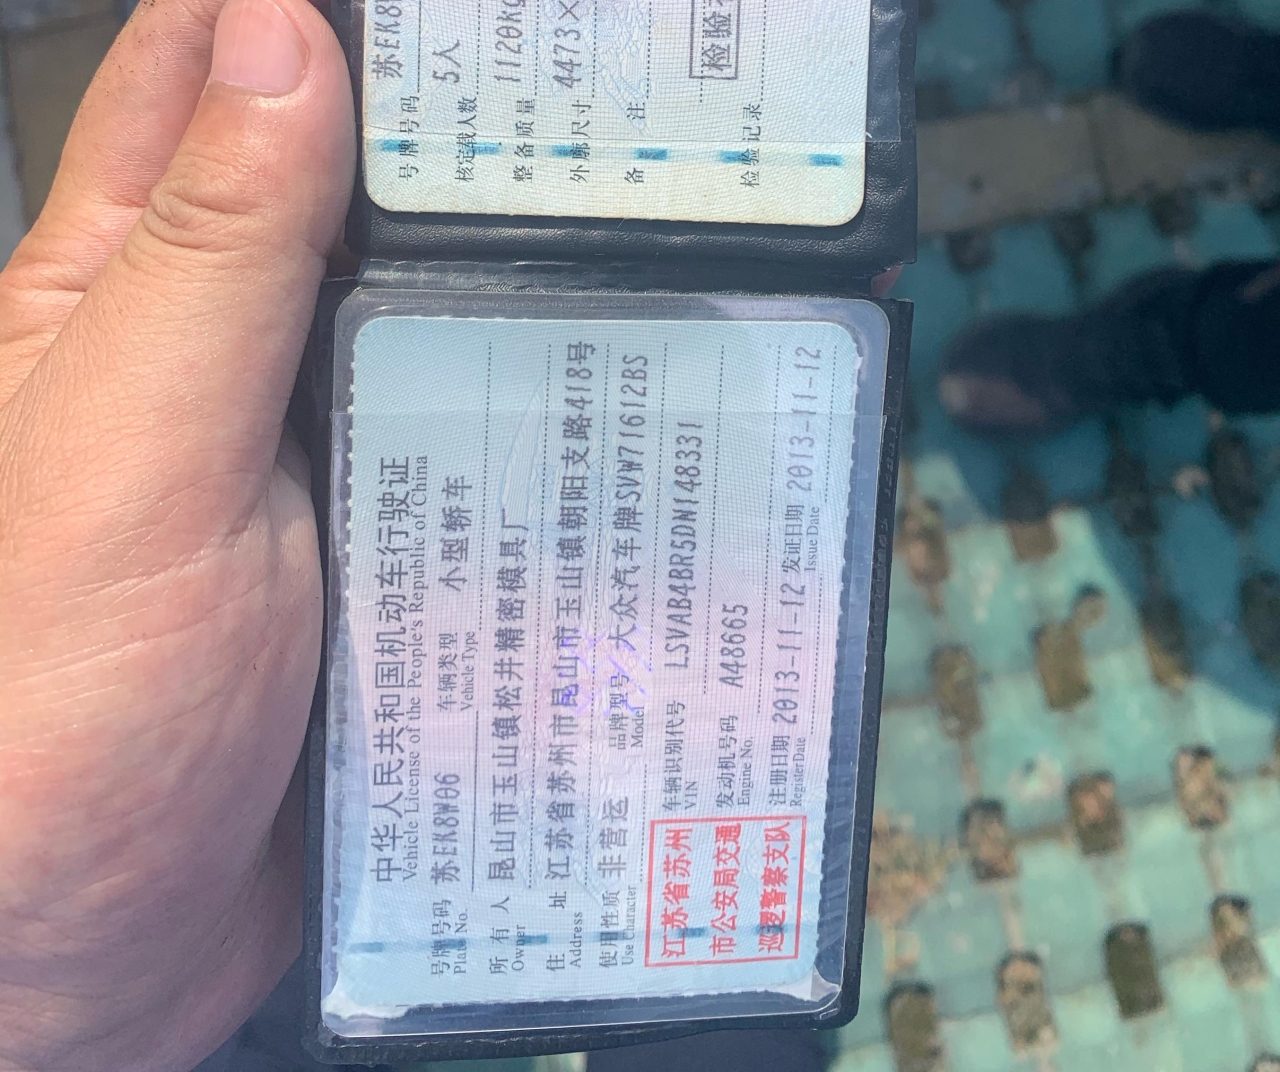 中华人民共和国机动车行驶证
Vehicle License of the People's Republic of China
号牌号码 苏EK8W06 车辆类型 小型轿车
Plate No. Vehicle Type
所有人 昆山市玉山镇松井精密模具厂
Owner
住址 江苏省苏州市昆山市玉山镇朝阳支路418号
Address
使用性质 非营运 品牌型号 大众汽车牌SVW71612BS
Use Character Model
车辆识别代号 LSVAB4BR5DN148331
VIN
发动机号码 A48665
Engine No.
注册日期 2013-11-12 发证日期 2013-11-12
Register Date Issue Date
江苏省苏州
市公安局交通
巡逻警察支队
号牌号码 苏EK8
核定载人数 5人
整备质量 1120kg
外廓尺寸 4473×
备注
检验记录
检验